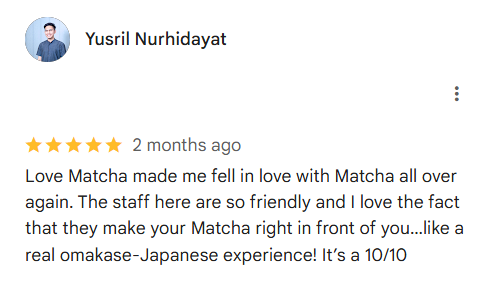 Yusril Nurhidayat
2 months ago
Love Matcha made me fell in love with Matcha all over
again. The staff here are so friendly and I love the fact
that they make your Matcha right in front of you...like a
real omakase-Japanese experience! It’s a 10/10